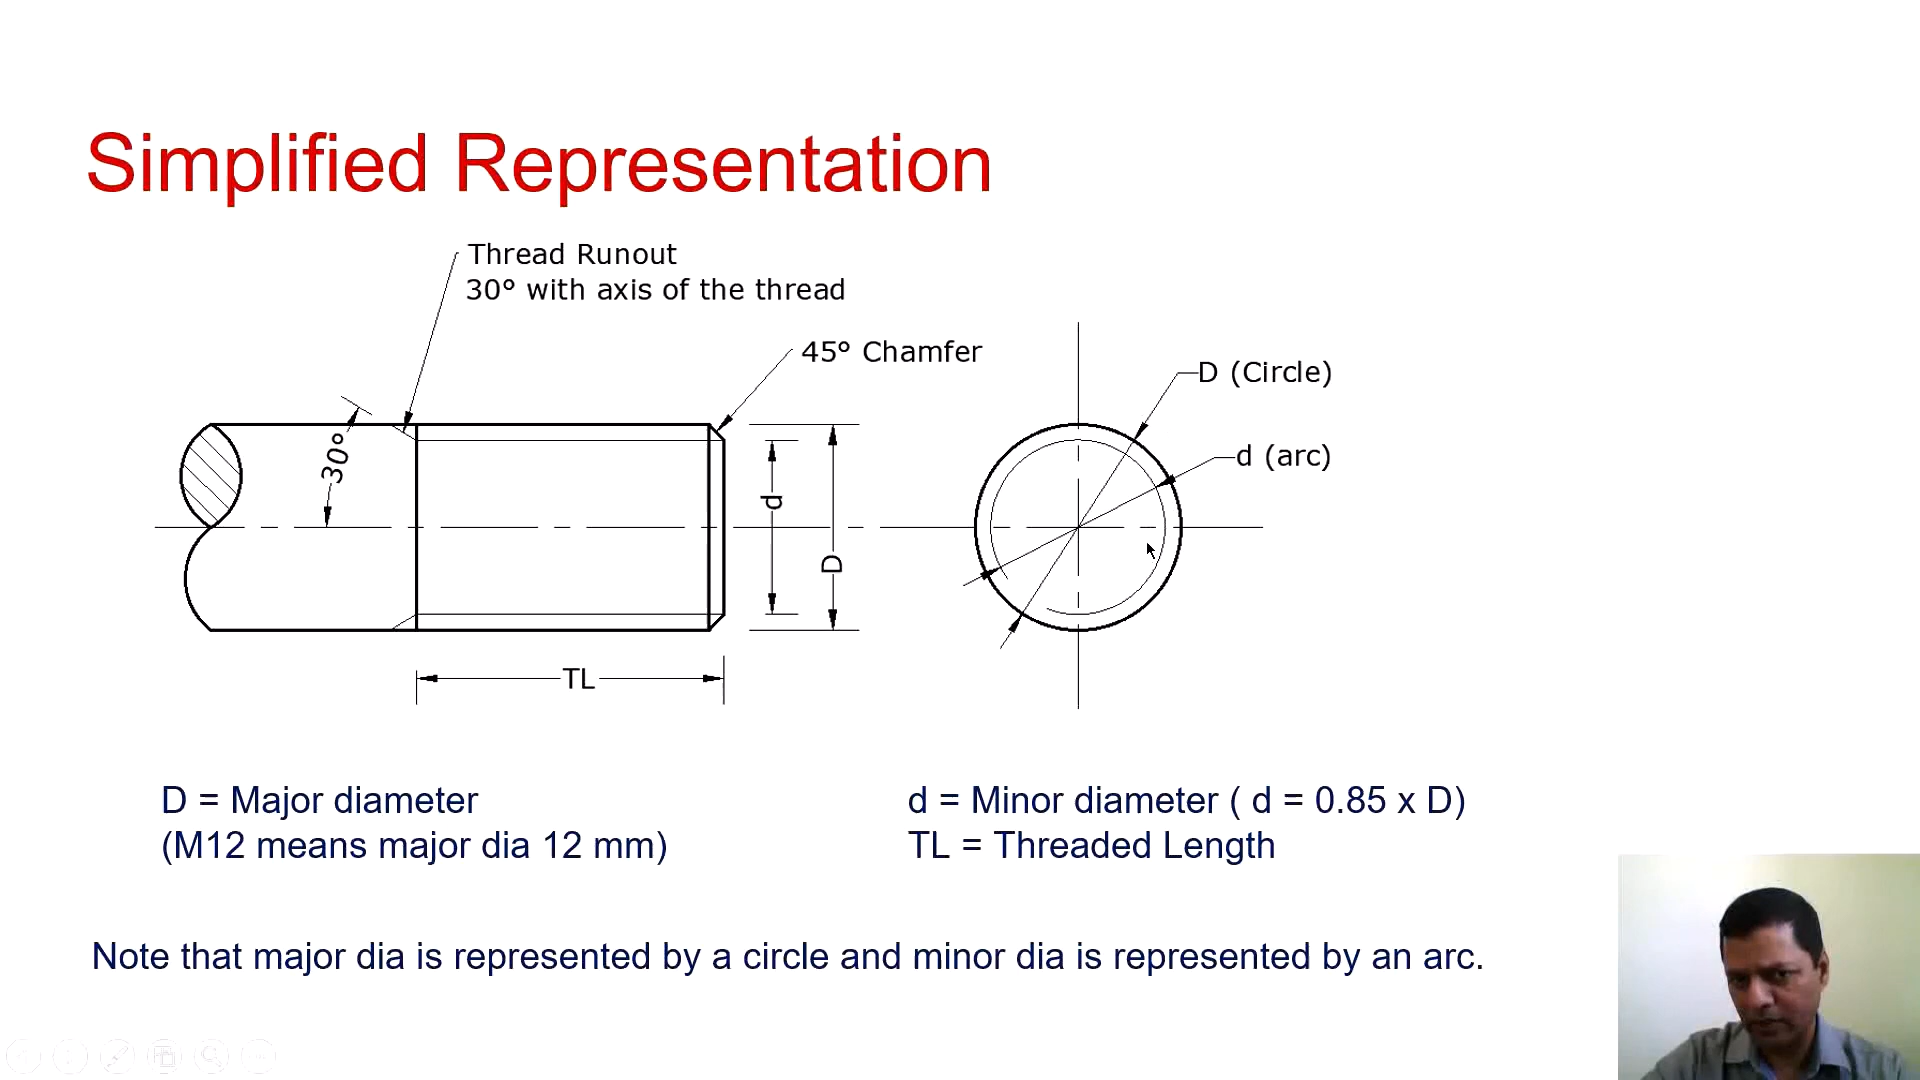 Simplified Representation
Thread Runout
30° with axis of the thread
45° Chamfer
D (Circle)
d (arc)
30°
d
D
TL
D = Major diameter
(M12 means major dia 12 mm)
d = Minor diameter ( d = 0.85 x D)
TL = Threaded Length
Note that major dia is represented by a circle and minor dia is represented by an arc.